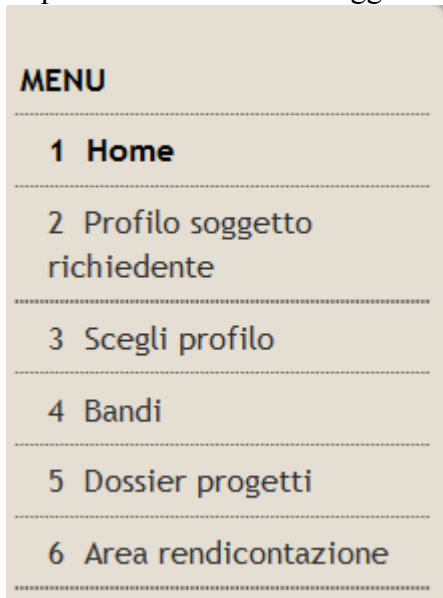 MENU
1 Home
2 Profilo soggetto
richiedente
3 Scegli profilo
4 Bandi
5 Dossier progetti
6 Area rendicontazione